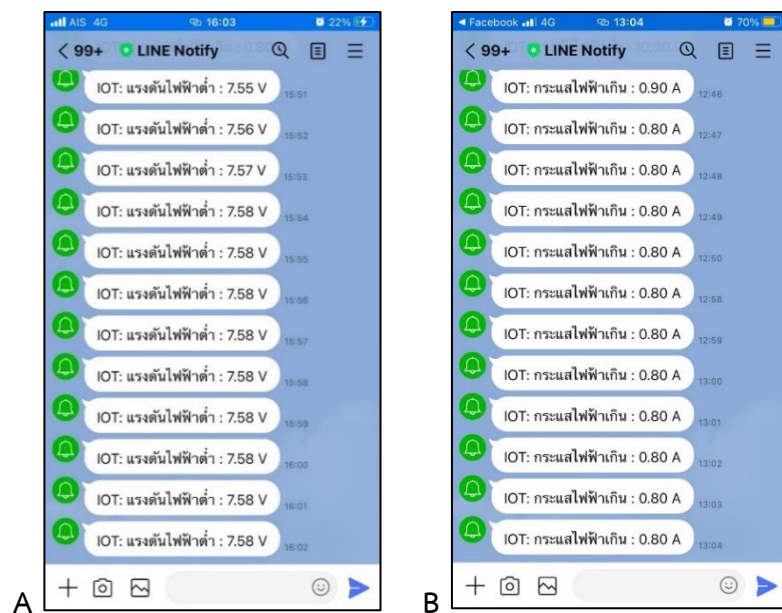 AIS 4G 16:03 22%
99+ LINE Notify
IOT: แรงดันไฟฟ้าต่ำ : 7.55 V 15:51
IOT: แรงดันไฟฟ้าต่ำ : 7.56 V 15:52
IOT: แรงดันไฟฟ้าต่ำ : 7.57 V 15:53
IOT: แรงดันไฟฟ้าต่ำ : 7.58 V 15:54
IOT: แรงดันไฟฟ้าต่ำ : 7.58 V 15:55
IOT: แรงดันไฟฟ้าต่ำ : 7.58 V 15:56
IOT: แรงดันไฟฟ้าต่ำ : 7.58 V 15:57
IOT: แรงดันไฟฟ้าต่ำ : 7.58 V 15:58
IOT: แรงดันไฟฟ้าต่ำ : 7.58 V 15:59
IOT: แรงดันไฟฟ้าต่ำ : 7.58 V 16:00
IOT: แรงดันไฟฟ้าต่ำ : 7.58 V 16:01
IOT: แรงดันไฟฟ้าต่ำ : 7.58 V 16:02
A
Facebook 4G 13:04 70%
99+ LINE Notify
IOT: กระแสไฟฟ้าเกิน : 0.90 A 12:46
IOT: กระแสไฟฟ้าเกิน : 0.80 A 12:47
IOT: กระแสไฟฟ้าเกิน : 0.80 A 12:48
IOT: กระแสไฟฟ้าเกิน : 0.80 A 12:49
IOT: กระแสไฟฟ้าเกิน : 0.80 A 12:50
IOT: กระแสไฟฟ้าเกิน : 0.80 A 12:58
IOT: กระแสไฟฟ้าเกิน : 0.80 A 12:59
IOT: กระแสไฟฟ้าเกิน : 0.80 A 13:00
IOT: กระแสไฟฟ้าเกิน : 0.80 A 13:01
IOT: กระแสไฟฟ้าเกิน : 0.80 A 13:02
IOT: กระแสไฟฟ้าเกิน : 0.80 A 13:03
IOT: กระแสไฟฟ้าเกิน : 0.80 A 13:04
B